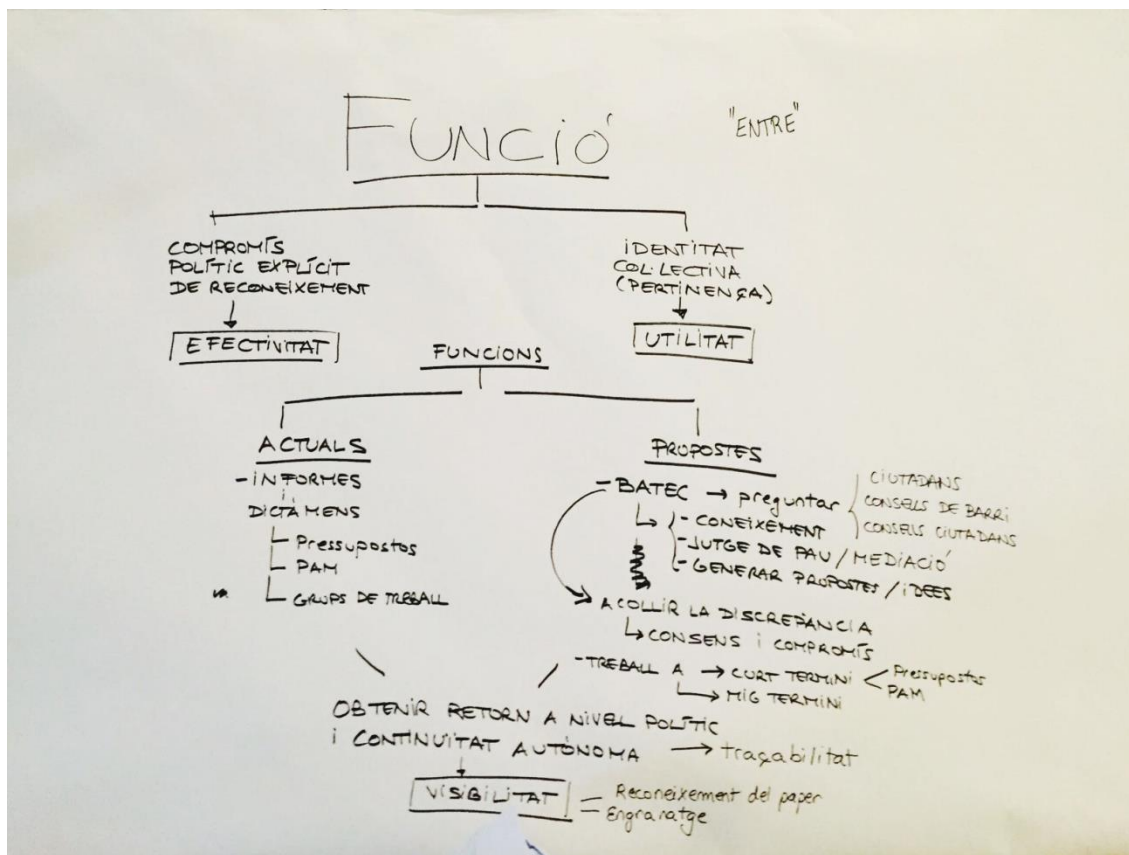 FUNCIÓ
"ENTRE"
COMPROMÍS
POLÍTIC EXPLÍCIT
DE RECONEIXEMENT
EFECTIVITAT
IDENTITAT
COL·LECTIVA
(PERTINENÇA)
UTILITAT
FUNCIONS
ACTUALS
- INFORMES
i
DICTÀMENS
Pressupostos
PAM
GRUPS DE TREBALL
PROPOSTES
- BATEC → preguntar
CIUTADANS
CONSELLS DE BARRI
CONSELLS CIUTADANS
- CONEIXEMENT
- JUTGE DE PAU / MEDIACIÓ
- GENERAR PROPOSTES / IDEES
ACOLLIR LA DISCREPÀNCIA
→ CONSENS I COMPROMÍS
- TREBALL A → CURT TERMINI
Pressupostos
PAM
→ MIG TERMINI
OBTENIR RETORN A NIVELL POLÍTIC
I CONTINUÏTAT AUTÒNOMA → traçabilitat
VISIBILITAT
Reconeixement del paper
Engranatge